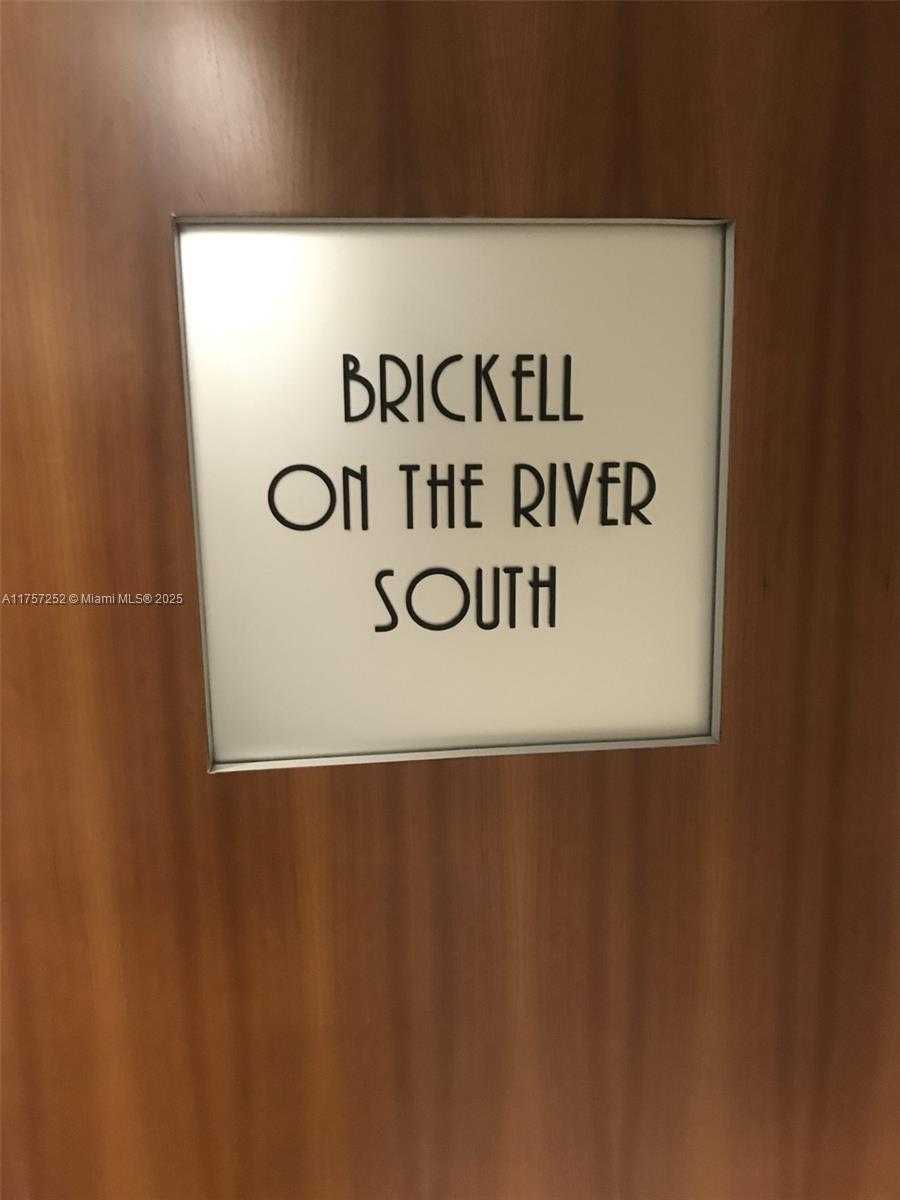 BRICKELL
ON THE RIVER
SOUTH
A11757252 © Miami MLS® 2025